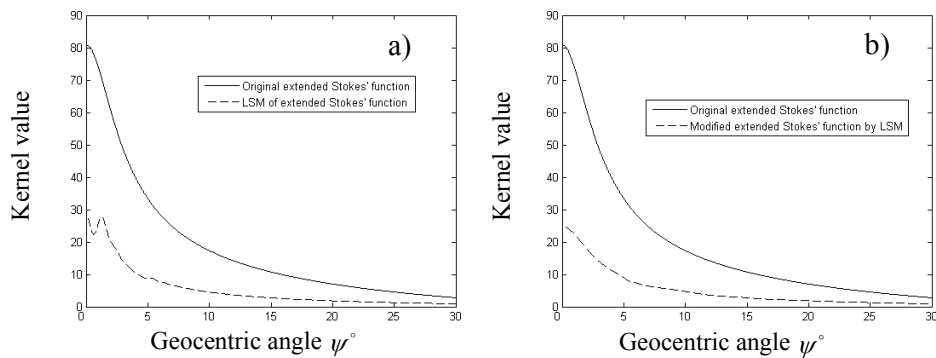 a)
Original extended Stokes' function
LSM of extended Stokes' function
Kernel value
90
80
70
60
50
40
30
20
10
0
0 5 10 15 20 25 30
Geocentric angle ψ°
b)
Original extended Stokes' function
Modified extended Stokes' function by LSM
Kernel value
90
80
70
60
50
40
30
20
10
0
0 5 10 15 20 25 30
Geocentric angle ψ°